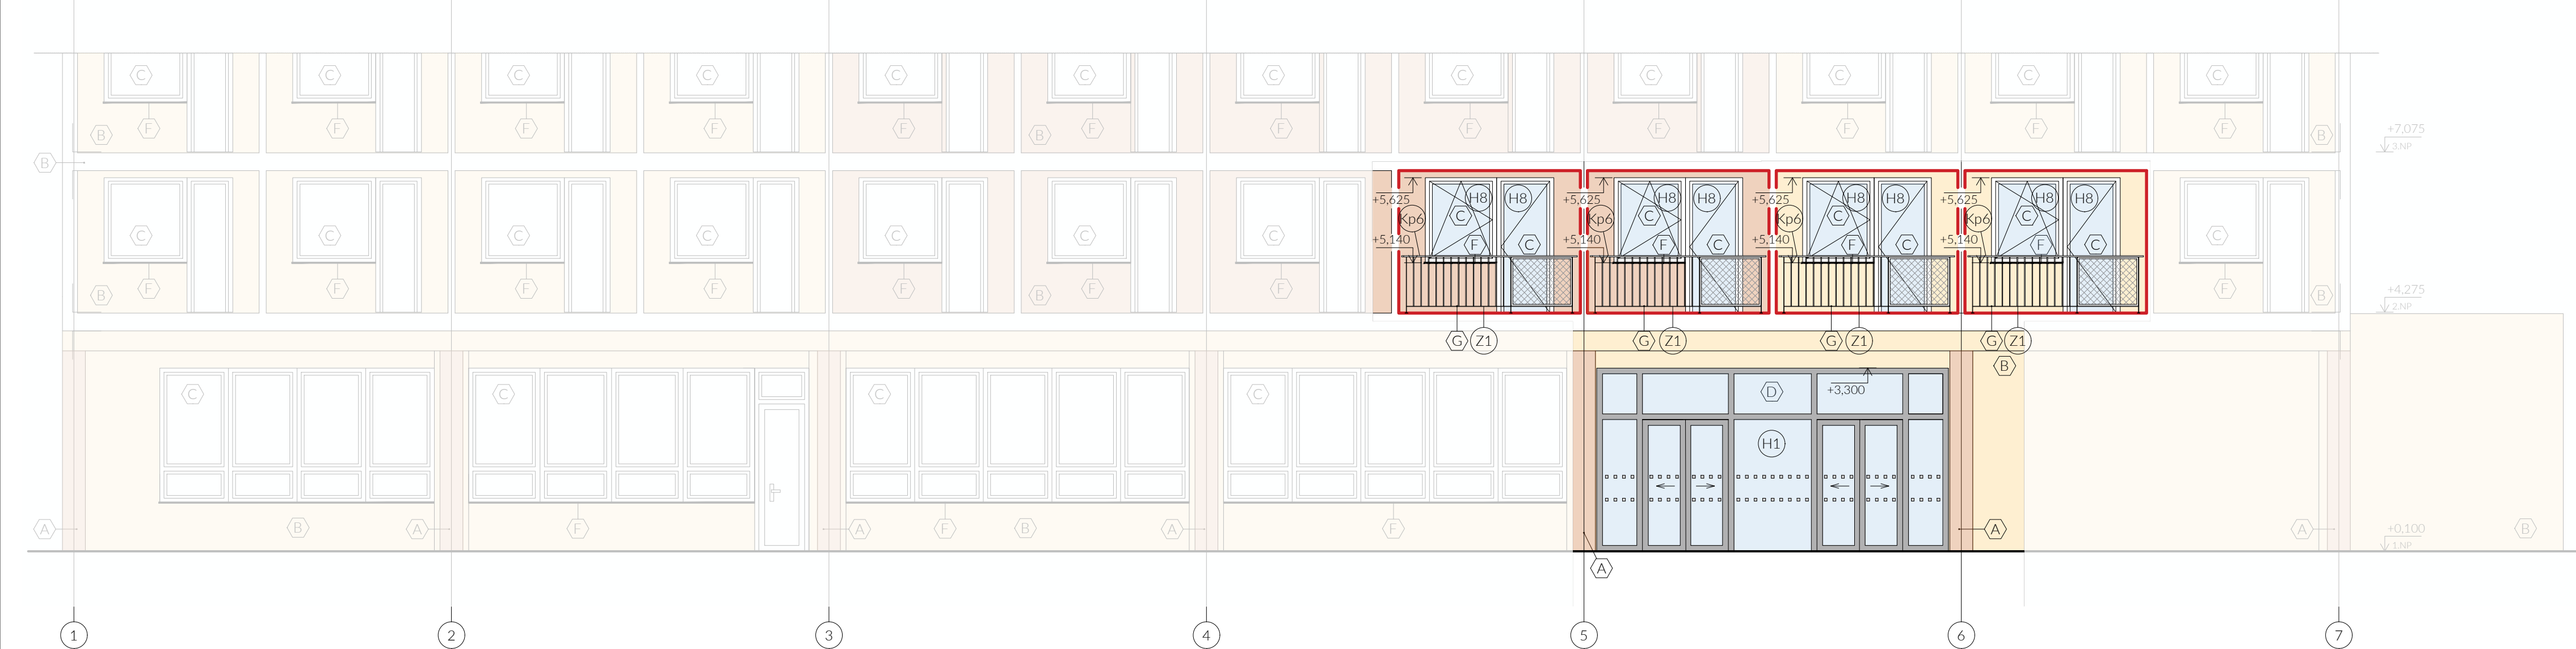 C C C C C C C C C C C C
F F F F F F F F F F F F
B B B
+7,075
3.NP
B
H8 H8 H8 H8 H8 H8 H8 H8
+5,625 +5,625 +5,625 +5,625
Kp6 C Kp6 C Kp6 C Kp6 C
C C C C C C C C
+5,140 F C +5,140 F C +5,140 F C +5,140 F C
F F F F F F F F
+4,275
B B B
2.NP
G Z1 G Z1 G Z1 G Z1
B
+3,300
C C C C D
H1
A B A F A F B A F A A +0,100 B
1.NP
A
1 2 3 4 5 6 7